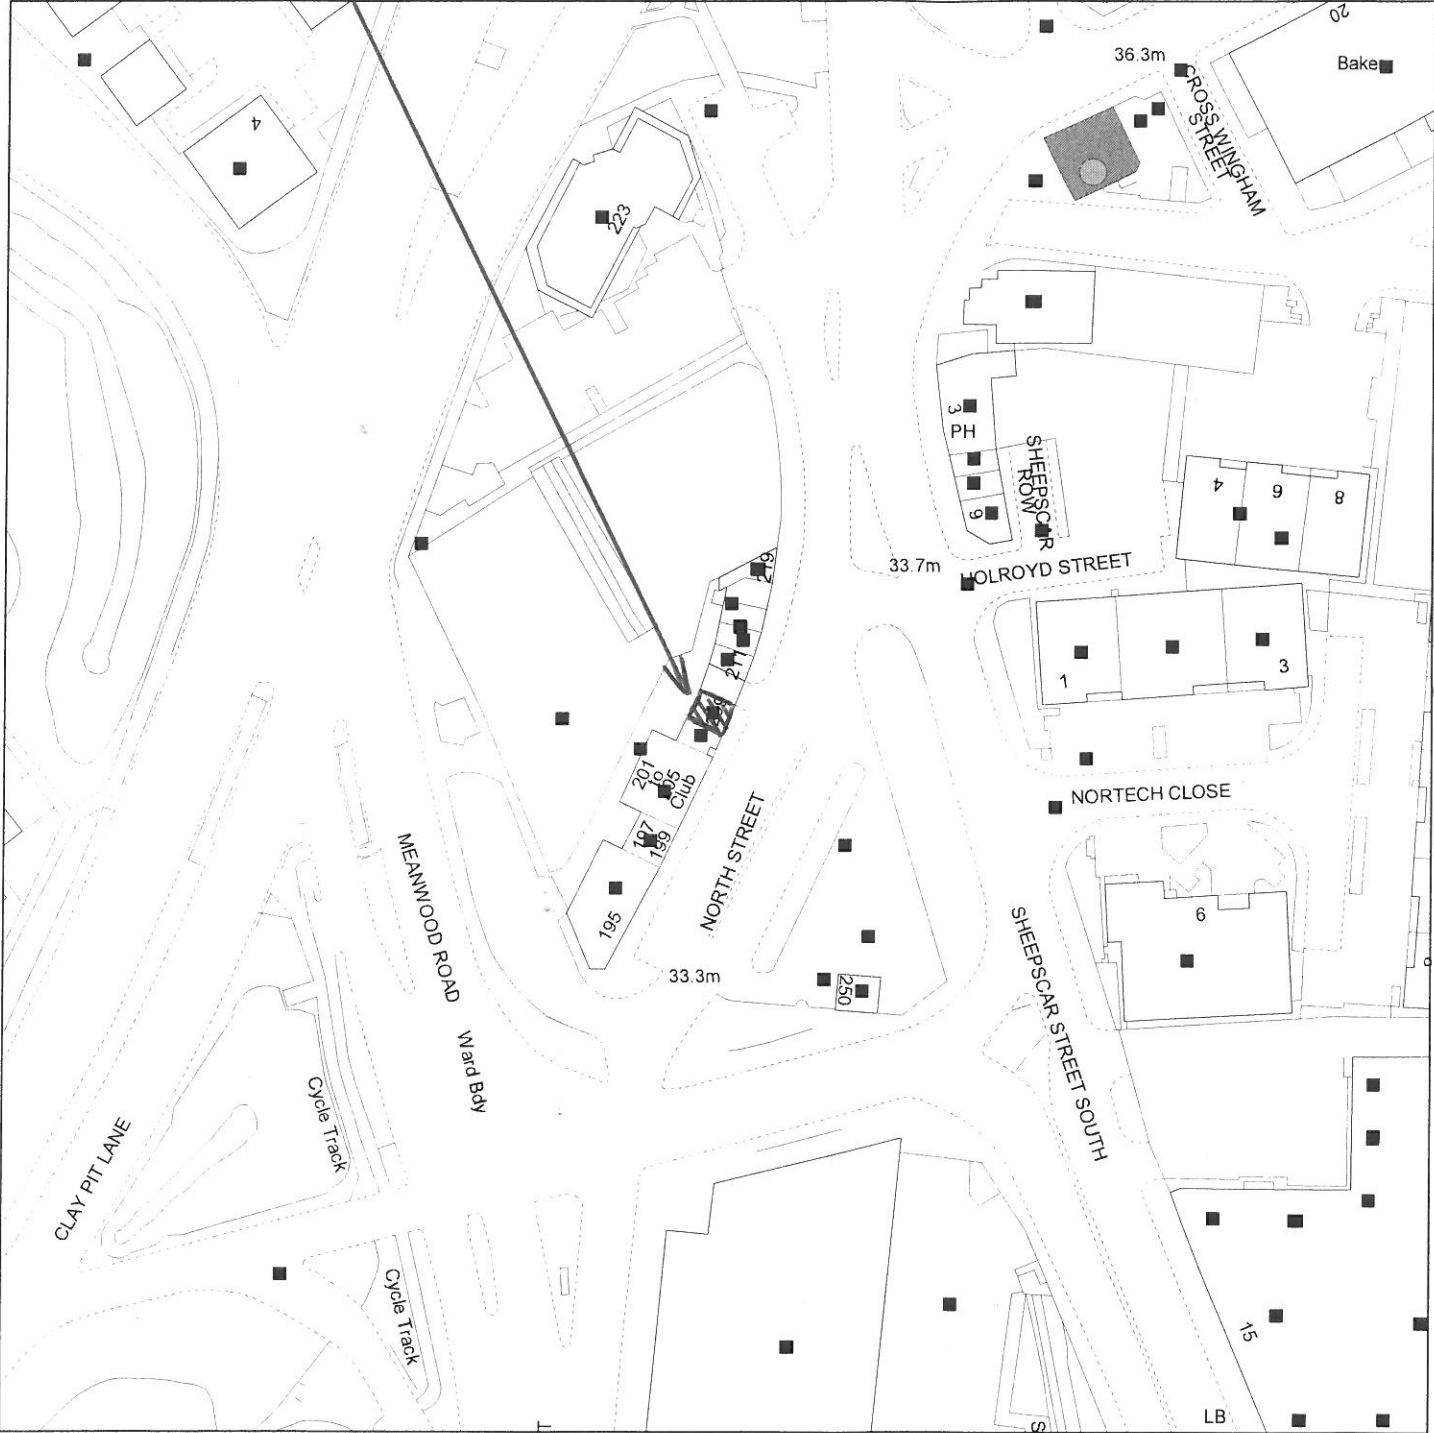 20
36.3m
Bake
CROSS WINGHAM
STREET
4
223
3
PH
SHEEPSCAR
ROW
9
4
6
8
33.7m
HOLROYD STREET
219
211
1
3
201
to
205
Club
197
199
195
NORTH STREET
NORTECH CLOSE
MEANWOOD ROAD
33.3m
250
6
SHEEPSCAR STREET SOUTH
Ward Bdy
Cycle Track
CLAY PIT LANE
Cycle Track
15
LB
T
S